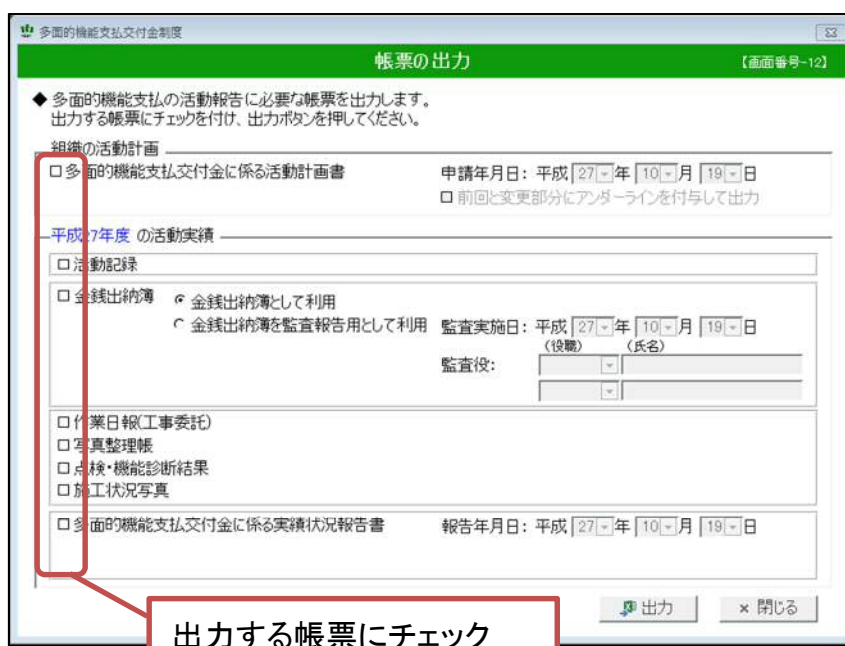 多面的機能支払交付金制度
帳票の出力 【画面番号-12】
◆ 多面的機能支払の活動報告に必要な帳票を出力します。
出力する帳票にチェックを付け、出力ボタンを押してください。
組織の活動計画
多面的機能支払交付金に係る活動計画書 申請年月日：平成 27 年 10 月 19 日
前回と変更部分にアンダーラインを付与して出力
平成27年度 の活動実績
活動記録
金銭出納簿 金銭出納簿として利用
金銭出納簿を監査報告用として利用 監査実施日：平成 27 年 10 月 19 日
(役職) (氏名)
監査役：
作業日報(工事委託)
写真整理帳
点検・機能診断結果
施工状況写真
多面的機能支払交付金に係る実績状況報告書 報告年月日：平成 27 年 10 月 19 日
出力 × 閉じる
出力する帳票にチェック